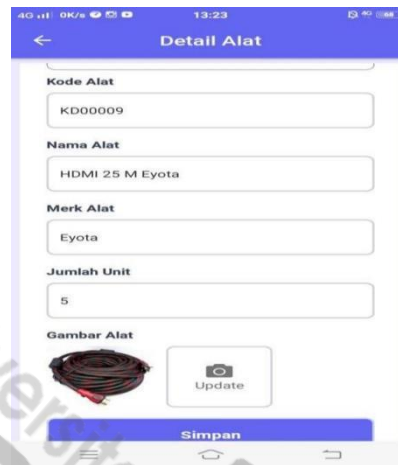 4G 0K/s 13:23 4G
Detail Alat
Kode Alat
KD00009
Nama Alat
HDMI 25 M Eyota
Merk Alat
Eyota
Jumlah Unit
5
Gambar Alat
Update
Simpan